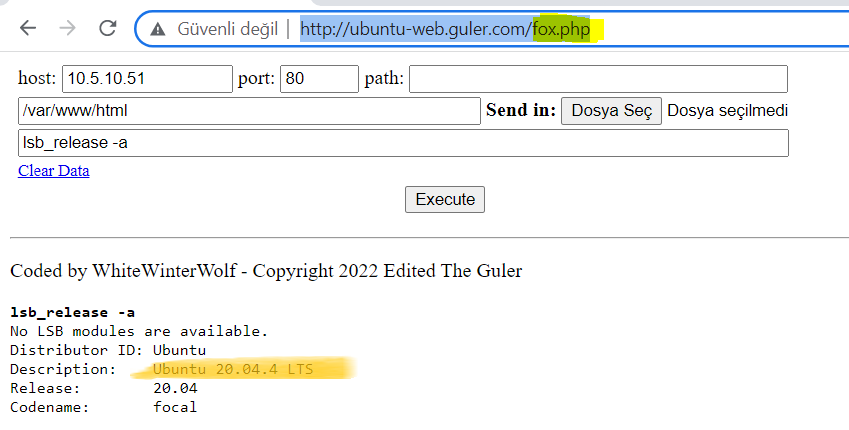 Güvenli değil | http://ubuntu-web.guler.com/fox.php
host: 10.5.10.51 port: 80 path:
/var/www/html Send in: Dosya Seç Dosya seçilmedi
lsb_release -a
Clear Data
Execute
Coded by WhiteWinterWolf - Copyright 2022 Edited The Guler
lsb_release -a
No LSB modules are available.
Distributor ID: Ubuntu
Description: Ubuntu 20.04.4 LTS
Release: 20.04
Codename: focal